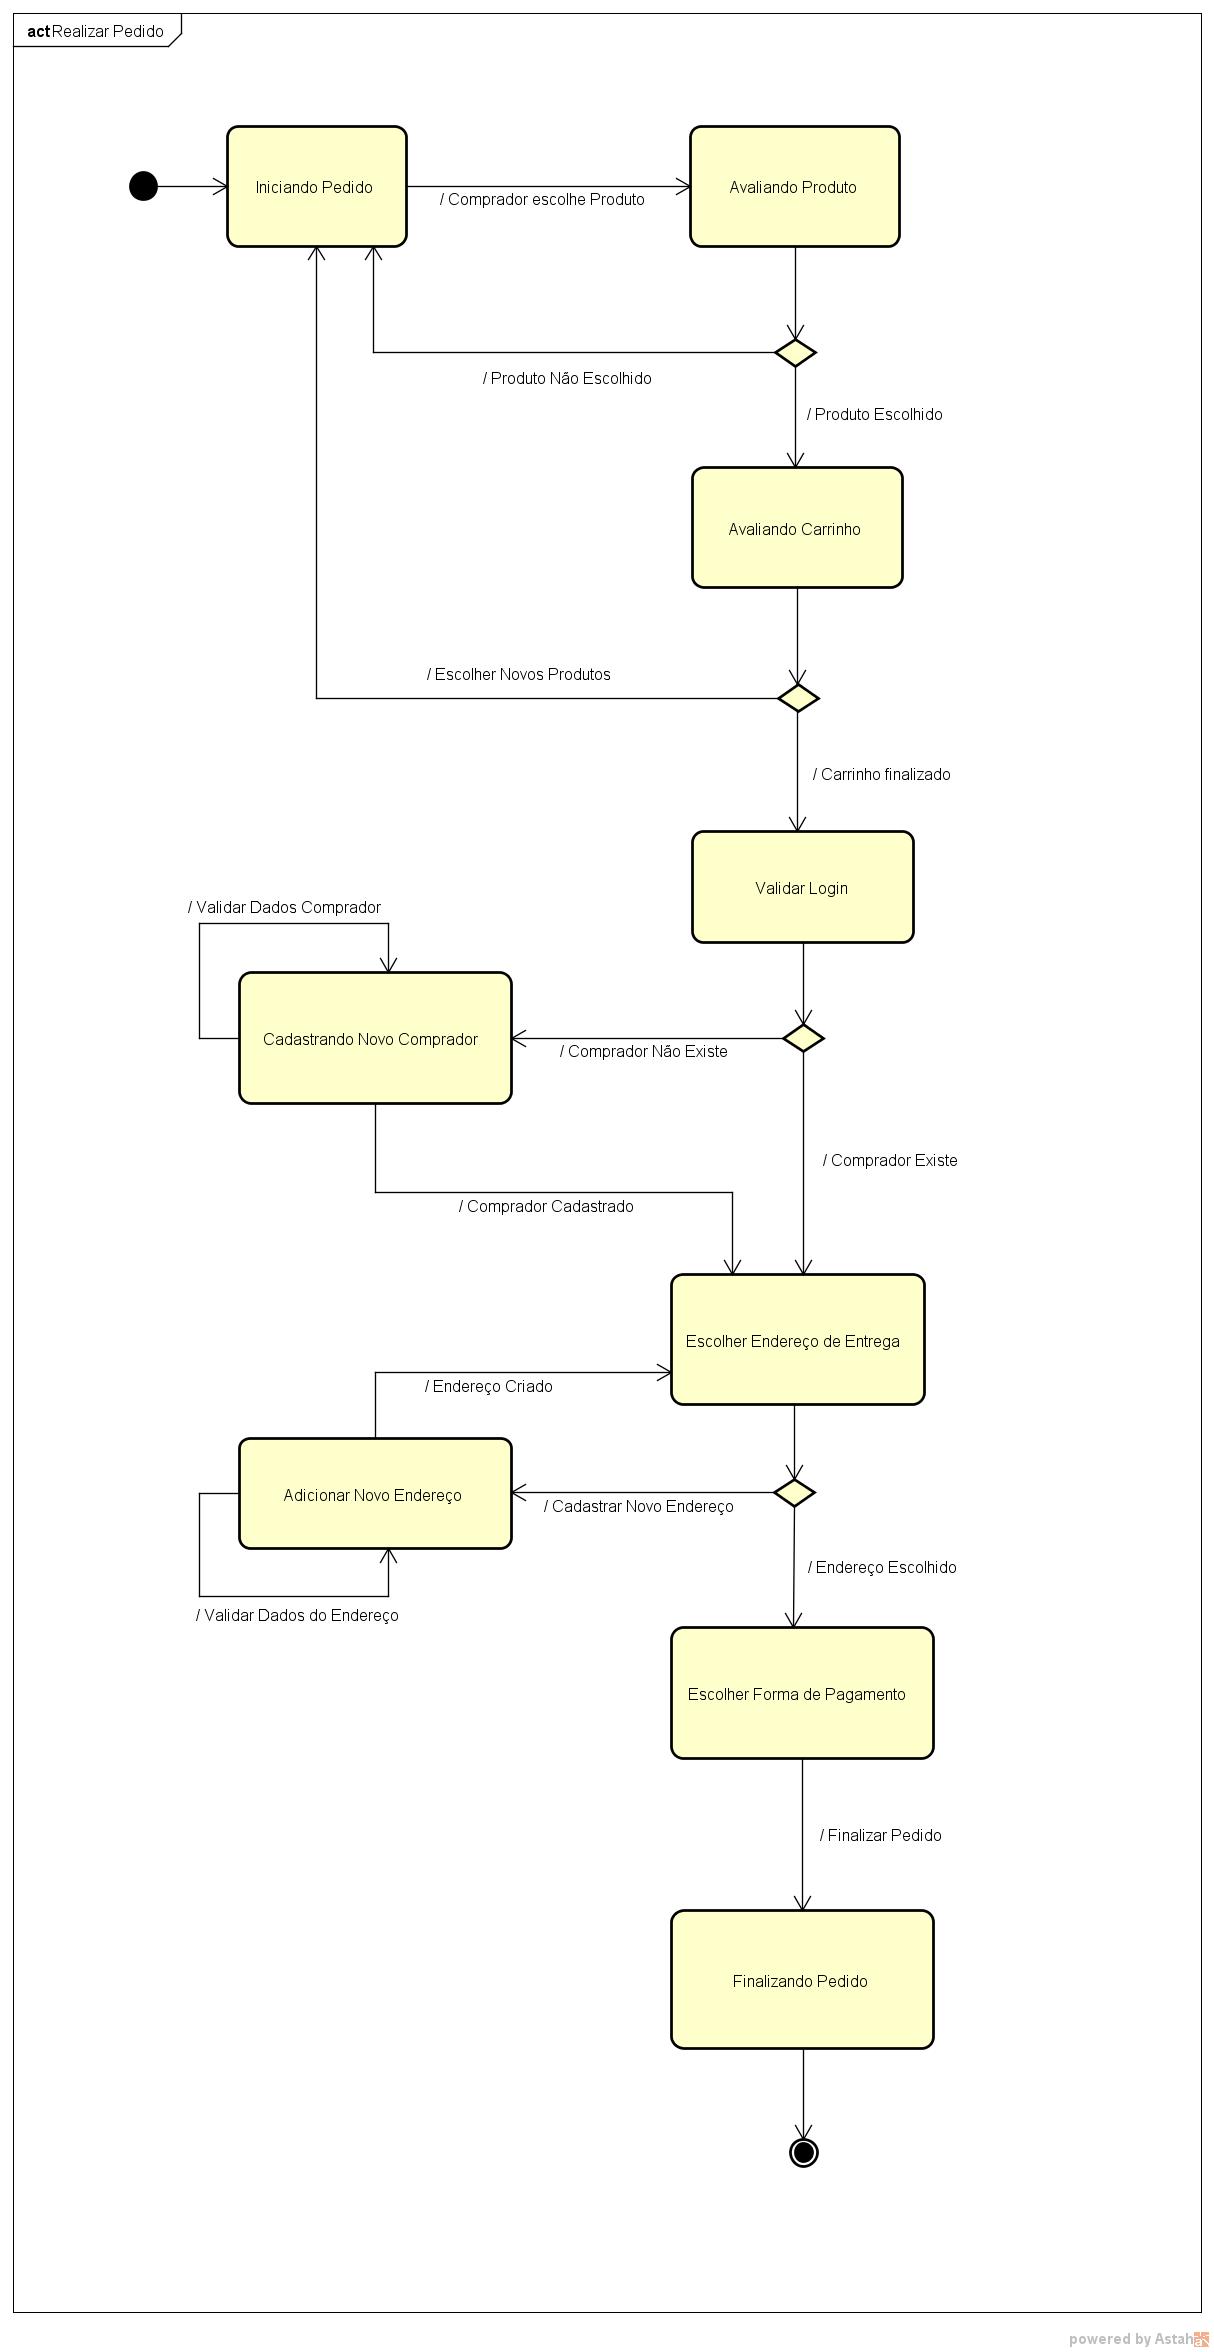 act Realizar Pedido
Iniciando Pedido
/ Comprador escolhe Produto
Avaliando Produto
/ Produto Não Escolhido
/ Produto Escolhido
Avaliando Carrinho
/ Escolher Novos Produtos
/ Carrinho finalizado
Validar Login
/ Validar Dados Comprador
Cadastrando Novo Comprador
/ Comprador Não Existe
/ Comprador Existe
/ Comprador Cadastrado
Escolher Endereço de Entrega
/ Endereço Criado
Adicionar Novo Endereço
/ Cadastrar Novo Endereço
/ Endereço Escolhido
/ Validar Dados do Endereço
Escolher Forma de Pagamento
/ Finalizar Pedido
Finalizando Pedido
powered by Astah